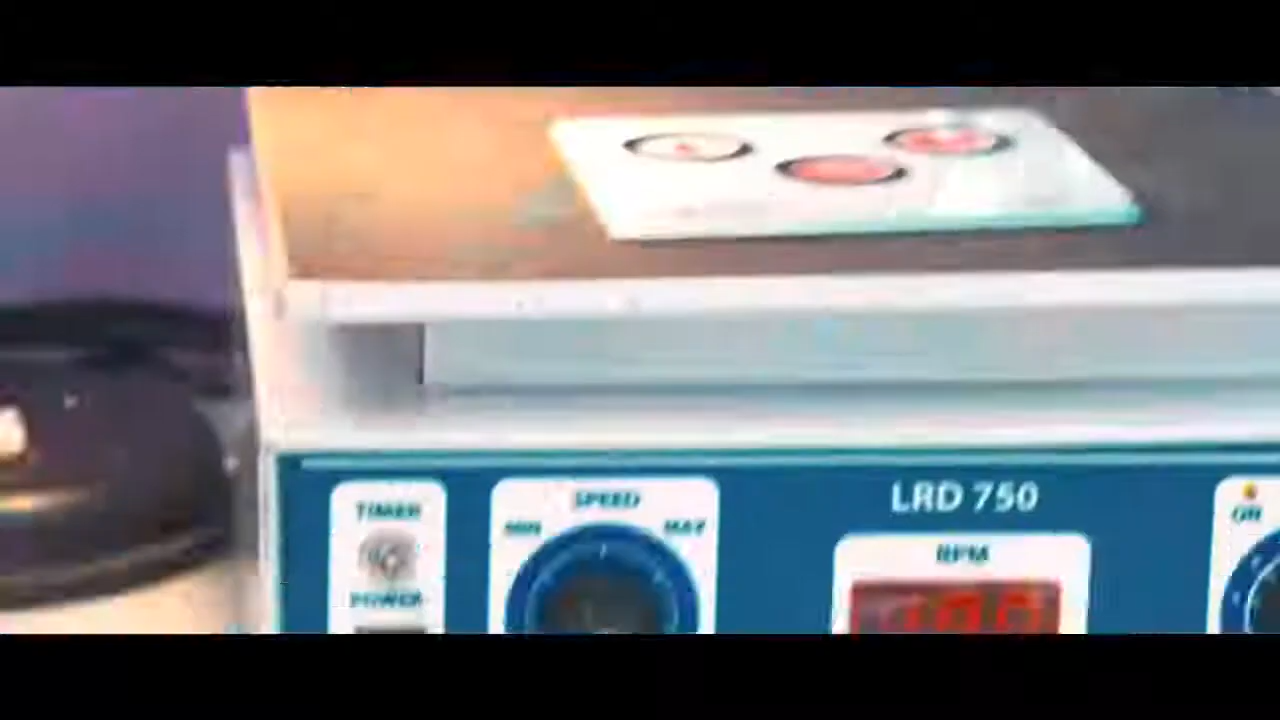 TIMER
POWER
SPEED
MIN
MAX
LRD 750
RPM
ON